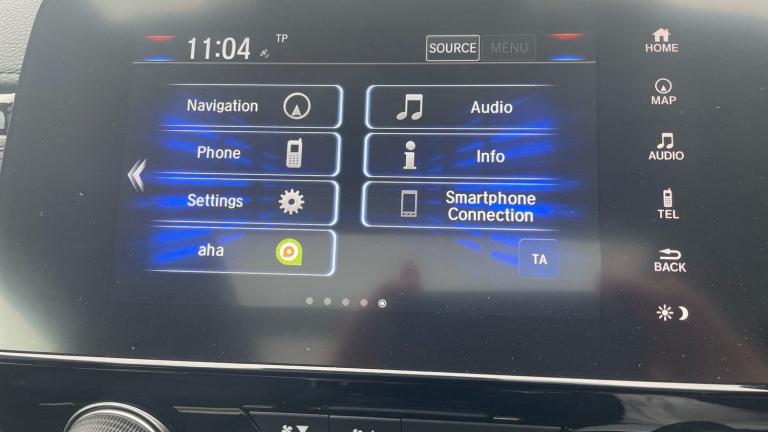 11:04
TP
SOURCE
MENU
Navigation
Audio
Phone
Info
Settings
Smartphone
Connection
aha
TA
HOME
MAP
AUDIO
TEL
BACK